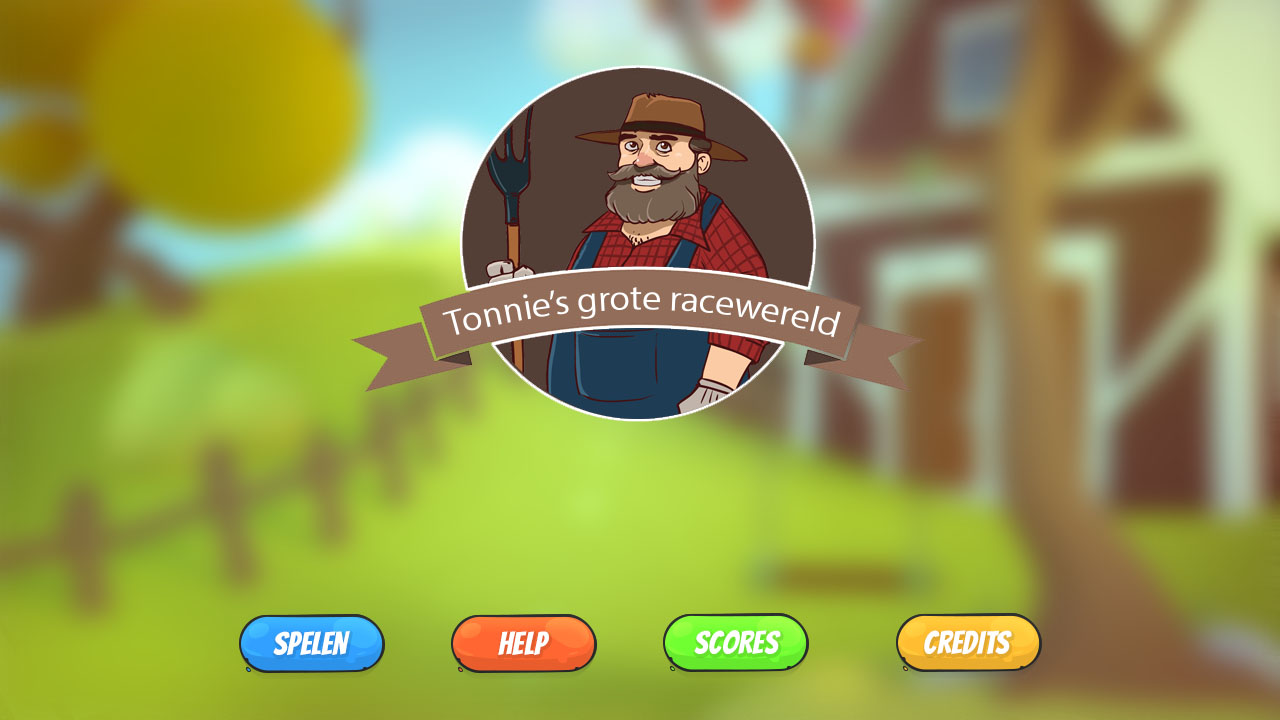 Tonnie’s grote racewereld
SPELEN
HELP
SCORES
CREDITS